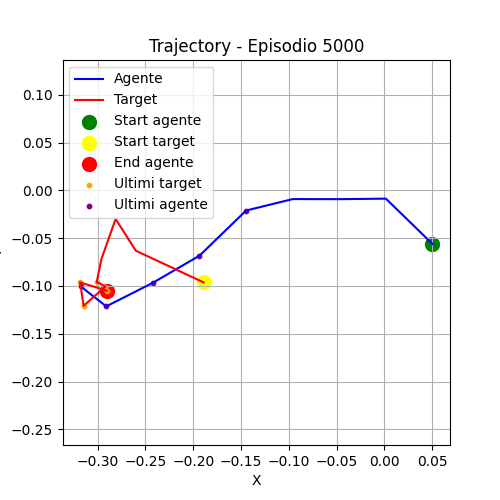 Trajectory - Episodio 5000
Agente
Target
Start agente
Start target
End agente
Ultimi target
Ultimi agente
0.10
0.05
0.00
−0.05
−0.10
−0.15
−0.20
−0.25
−0.30 −0.25 −0.20 −0.15 −0.10 −0.05 0.00 0.05
X